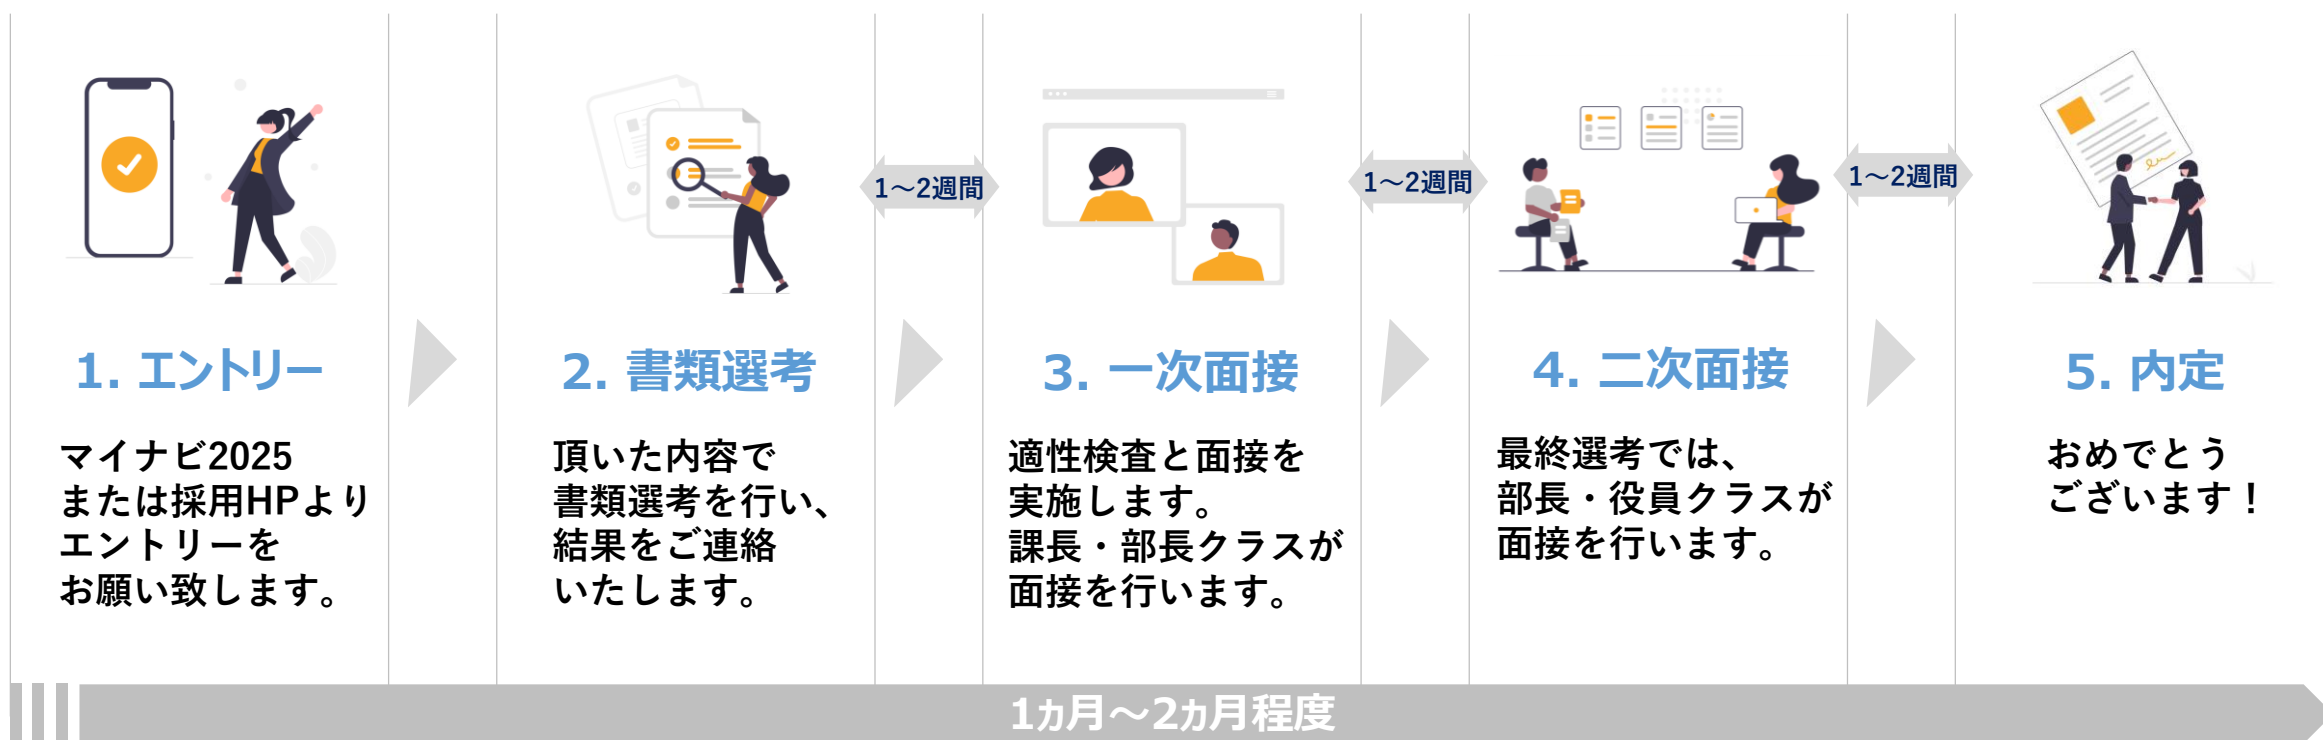 1. エントリー
マイナビ2025
または採用HPより
エントリーを
お願い致します。
2. 書類選考
頂いた内容で
書類選考を行い、
結果をご連絡
いたします。
1～2週間
3. 一次面接
適性検査と面接を
実施します。
課長・部長クラスが
面接を行います。
1～2週間
4. 二次面接
最終選考では、
部長・役員クラスが
面接を行います。
1～2週間
5. 内定
おめでとう
ございます！
1ヵ月～2ヵ月程度